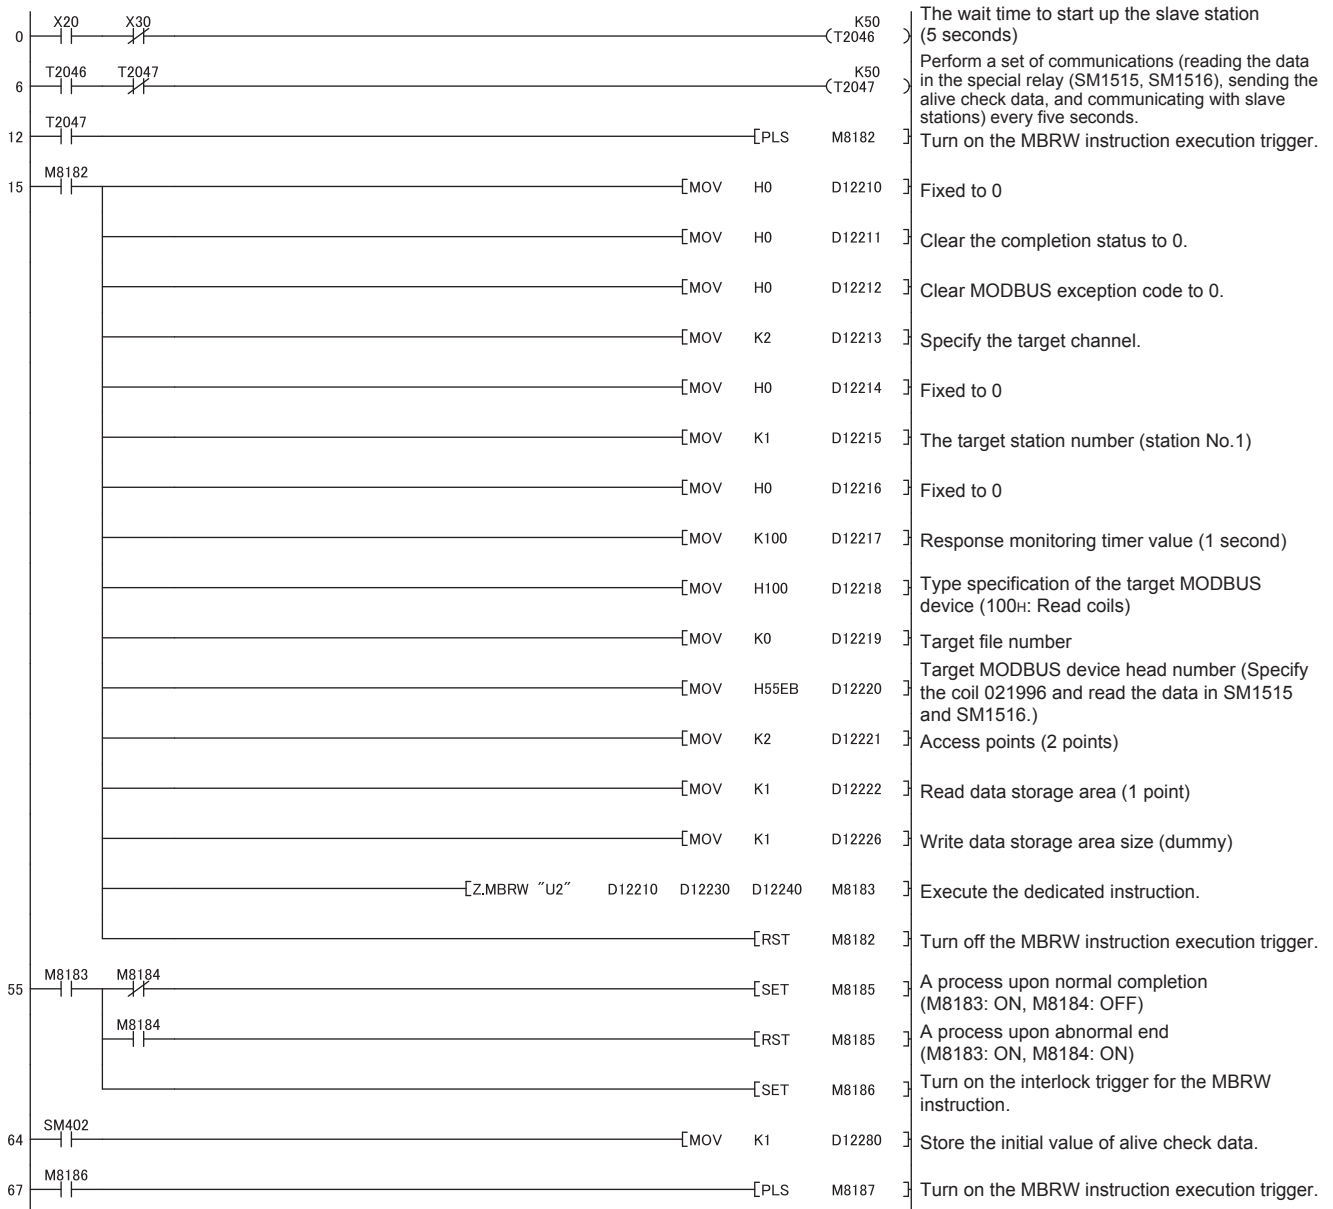 X20 X30 K50 The wait time to start up the slave station
0 (T2046 ) (5 seconds)
T2046 T2047 K50 Perform a set of communications (reading the data
6 (T2047 ) in the special relay (SM1515, SM1516), sending the
alive check data, and communicating with slave
stations) every five seconds.
T2047
12 [PLS M8182 ] Turn on the MBRW instruction execution trigger.
M8182
15 [MOV H0 D12210 ] Fixed to 0
[MOV H0 D12211 ] Clear the completion status to 0.
[MOV H0 D12212 ] Clear MODBUS exception code to 0.
[MOV K2 D12213 ] Specify the target channel.
[MOV H0 D12214 ] Fixed to 0
[MOV K1 D12215 ] The target station number (station No.1)
[MOV H0 D12216 ] Fixed to 0
[MOV K100 D12217 ] Response monitoring timer value (1 second)
[MOV H100 D12218 ] Type specification of the target MODBUS
device (100H: Read coils)
[MOV K0 D12219 ] Target file number
Target MODBUS device head number (Specify
[MOV H55EB D12220 ] the coil 021996 and read the data in SM1515
and SM1516.)
[MOV K2 D12221 ] Access points (2 points)
[MOV K1 D12222 ] Read data storage area (1 point)
[MOV K1 D12226 ] Write data storage area size (dummy)
[Z.MBRW "U2" D12210 D12230 D12240 M8183 ] Execute the dedicated instruction.
[RST M8182 ] Turn off the MBRW instruction execution trigger.
M8183 M8184
55 [SET M8185 ] A process upon normal completion
(M8183: ON, M8184: OFF)
M8184
[RST M8185 ] A process upon abnormal end
(M8183: ON, M8184: ON)
[SET M8186 ] Turn on the interlock trigger for the MBRW
instruction.
SM402
64 [MOV K1 D12280 ] Store the initial value of alive check data.
M8186
67 [PLS M8187 ] Turn on the MBRW instruction execution trigger.